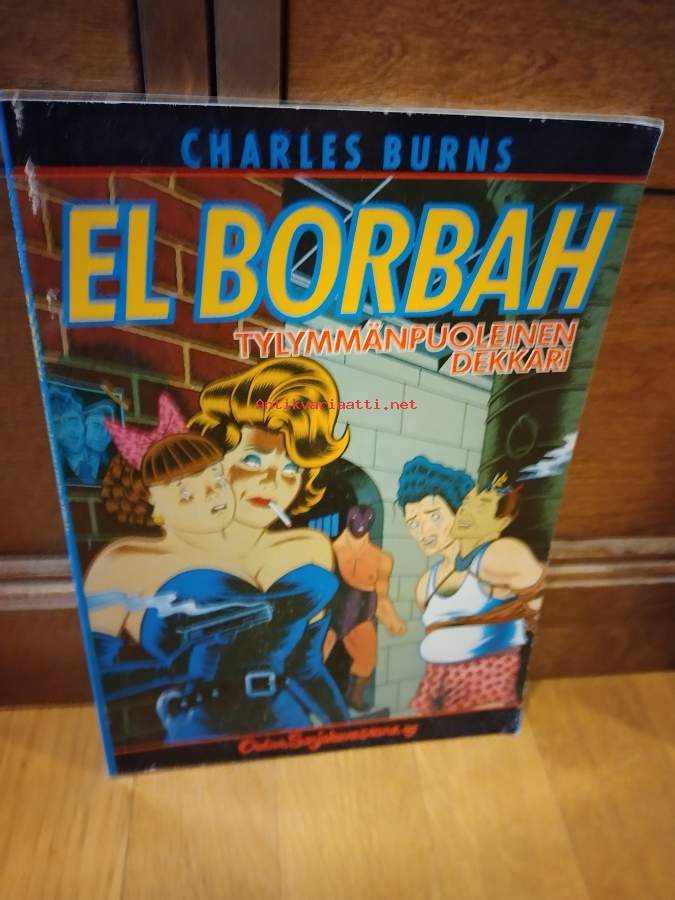 CHARLES BURNS
EL BORBAH
TYLYMMÄNPUOLEINEN
DEKKARI
Antikvariaatti.net